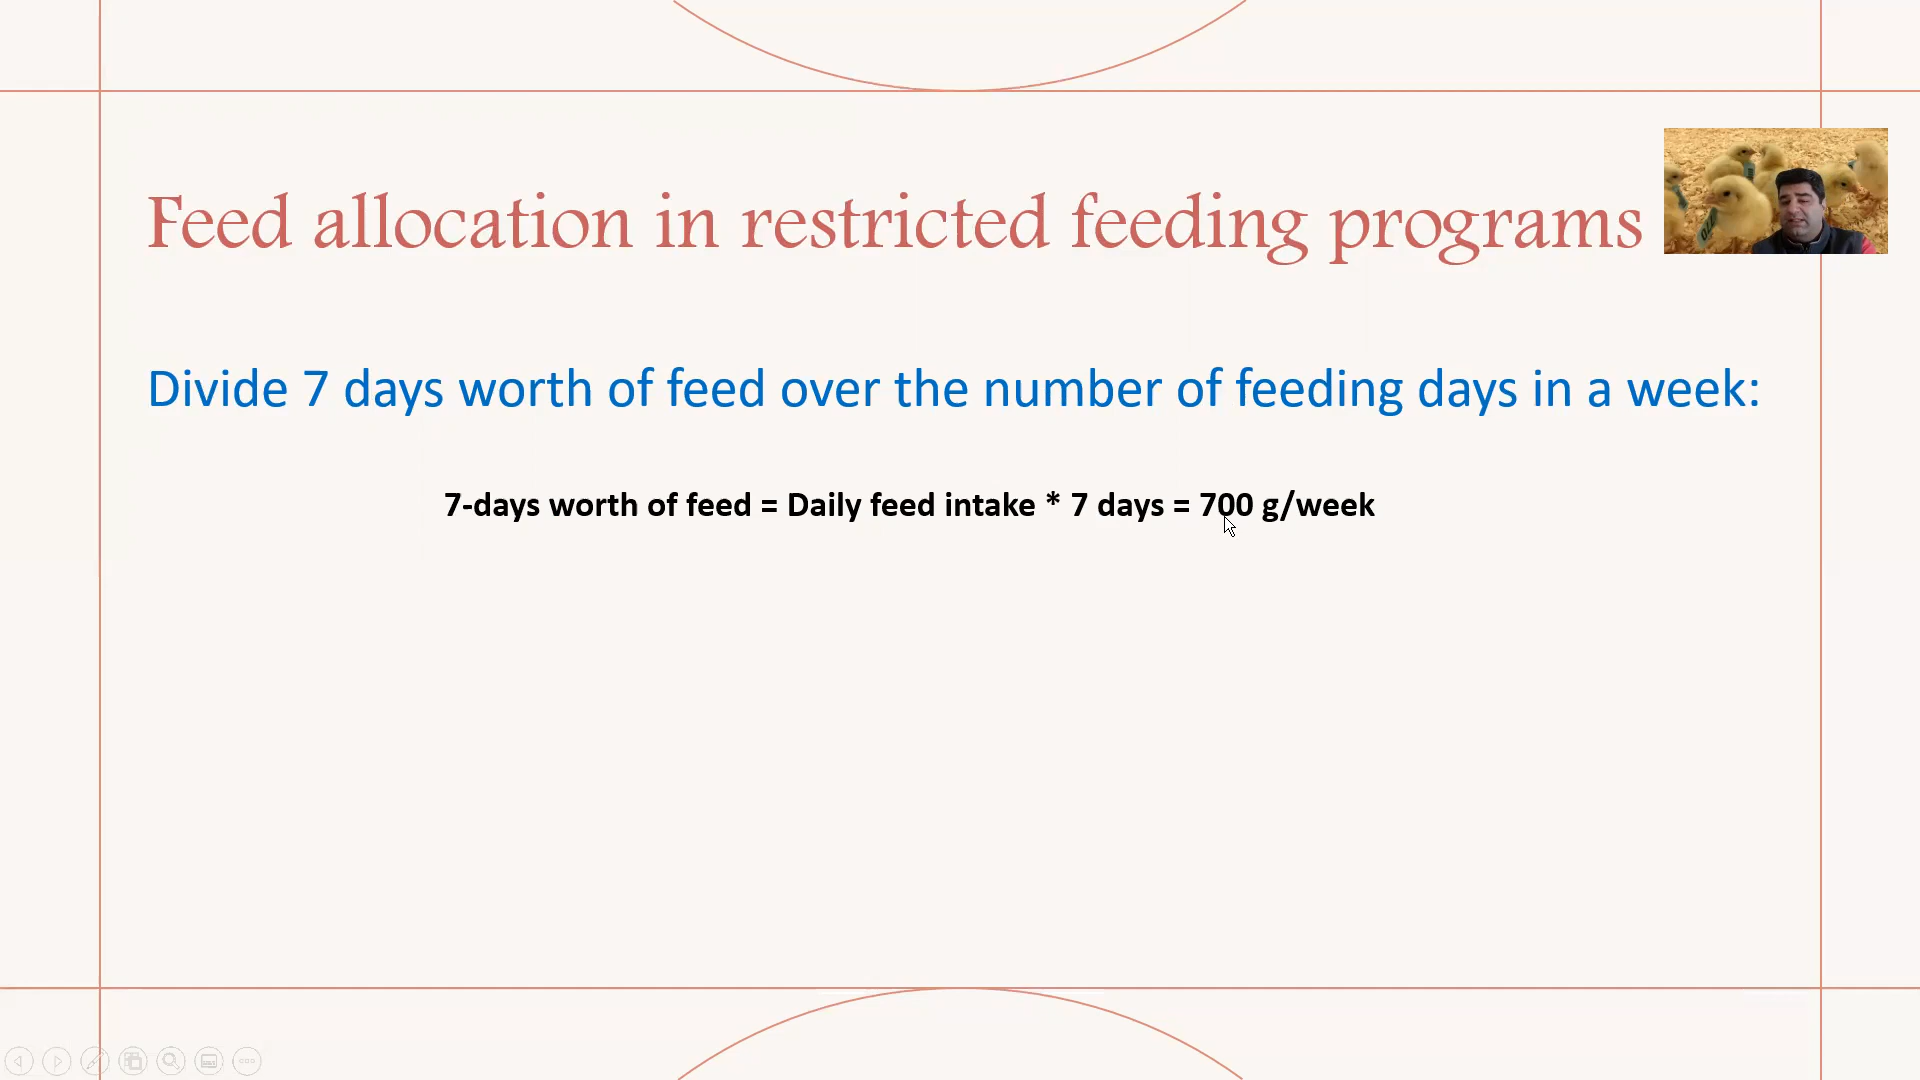 Feed allocation in restricted feeding programs
Divide 7 days worth of feed over the number of feeding days in a week:
7-days worth of feed = Daily feed intake * 7 days = 700 g/week